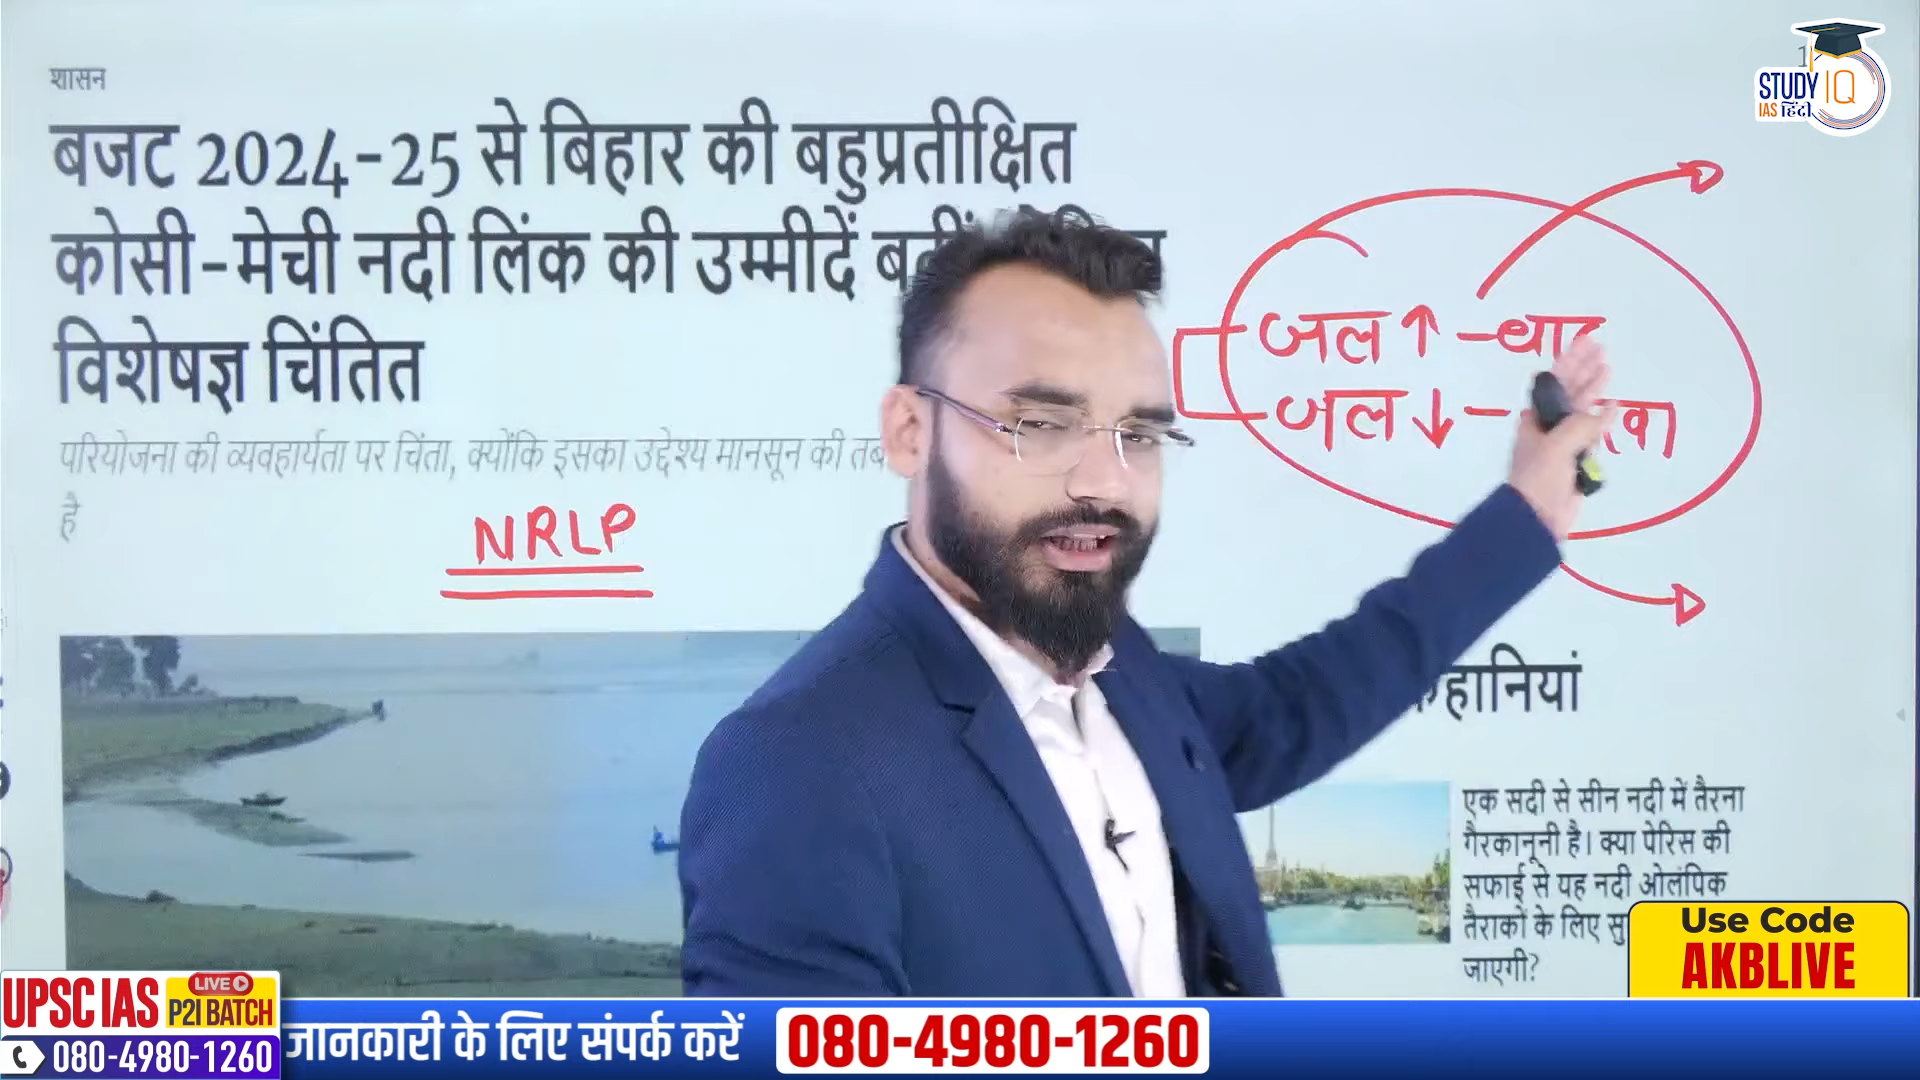 शासन
बजट 2024-25 से बिहार की बहुप्रतीक्षित
कोसी-मेची नदी लिंक की उम्मीदें
विशेषज्ञ चिंतित
परियोजना की व्यवहार्यता पर चिंता, क्योंकि इसका उद्देश्य मानसून की
है
NRLP
जल ↑ –
जल ↓ –
STUDY IQ
IAS हिंदी
एक सदी से सीन नदी में तैरना
गैरकानूनी है। क्या पेरिस की
सफाई से यह नदी ओलंपिक
तैराकों के लिए
जाएगी?
Use Code
AKBLIVE
UPSC IAS LIVE P2I BATCH
080-4980-1260
जानकारी के लिए संपर्क करें 080-4980-1260